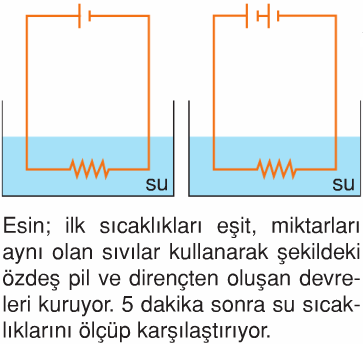 su su
Esin; ilk sıcaklıkları eşit, miktarları
aynı olan sıvılar kullanarak şekildeki
özdeş pil ve dirençten oluşan devre-
leri kuruyor. 5 dakika sonra su sıcak-
lıklarını ölçüp karşılaştırıyor.